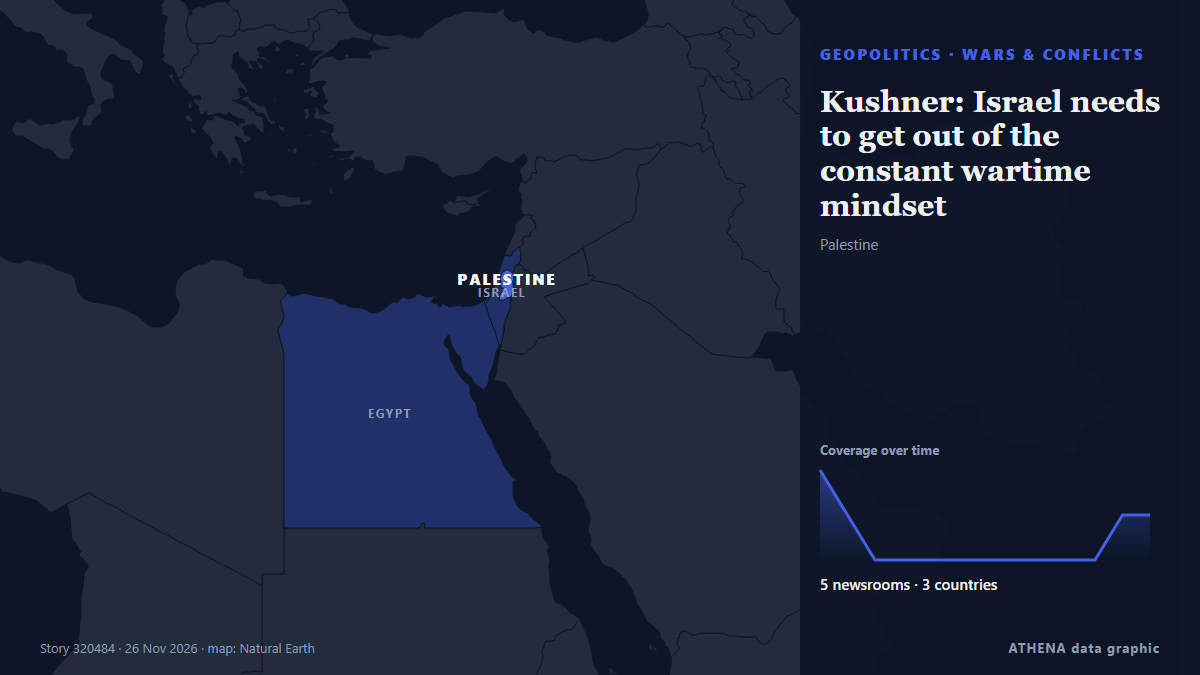 GEOPOLITICS · WARS & CONFLICTS
Kushner: Israel needs
to get out of the
constant wartime
mindset
Palestine
PALESTINE
ISRAEL
EGYPT
Coverage over time
5 newsrooms · 3 countries
Story 320484 · 26 Nov 2026 · map: Natural Earth
ATHENA data graphic